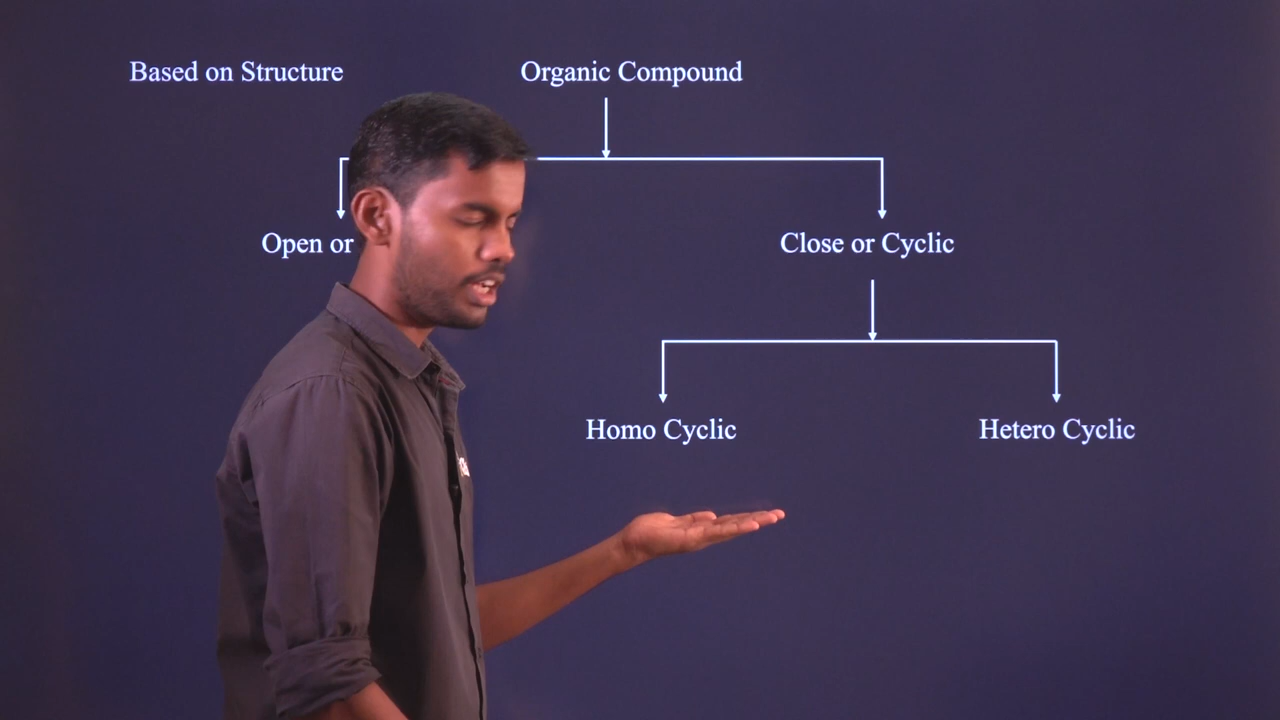 Based on Structure
Organic Compound
Open or
Close or Cyclic
Homo Cyclic
Hetero Cyclic